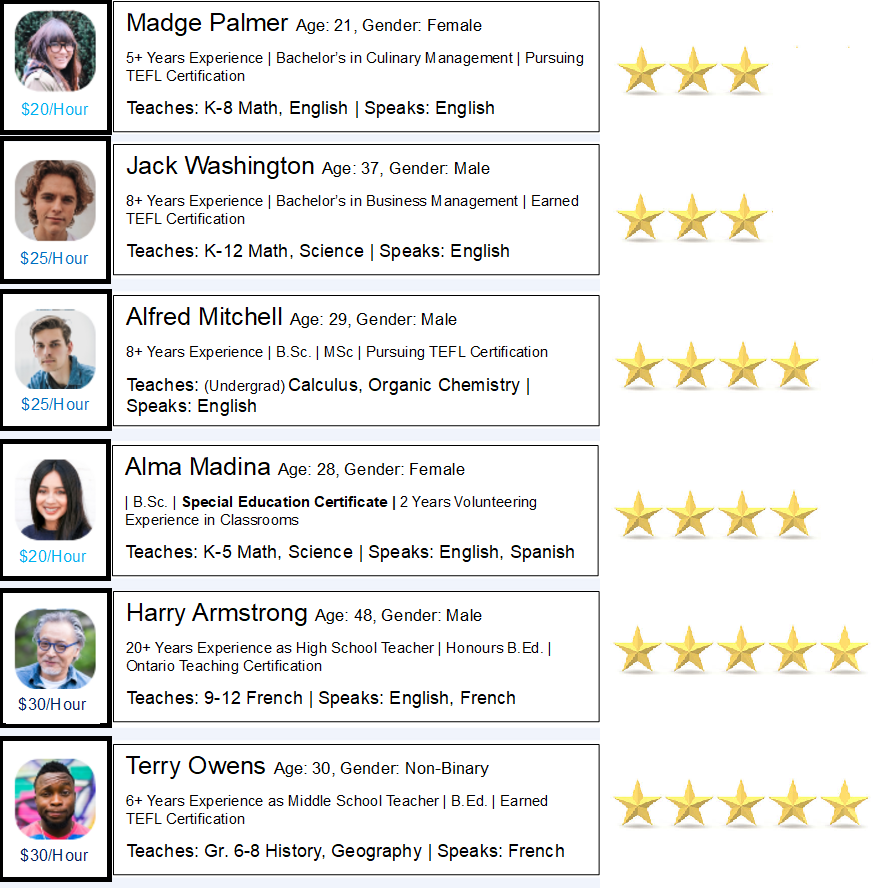 Madge Palmer Age: 21, Gender: Female
5+ Years Experience | Bachelor's in Culinary Management | Pursuing
TEFL Certification
$20/Hour
Teaches: K-8 Math, English | Speaks: English
Jack Washington Age: 37, Gender: Male
8+ Years Experience | Bachelor's in Business Management | Earned
TEFL Certification
Teaches: K-12 Math, Science | Speaks: English
$25/Hour
Alfred Mitchell Age: 29, Gender: Male
8+ Years Experience | B.Sc. | MSc | Pursuing TEFL Certification
Teaches: (Undergrad) Calculus, Organic Chemistry |
Speaks: English
$25/Hour
Alma Madina Age: 28, Gender: Female
| B.Sc. | Special Education Certificate | 2 Years Volunteering
Experience in Classrooms
Teaches: K-5 Math, Science | Speaks: English, Spanish
$20/Hour
Harry Armstrong Age: 48, Gender: Male
20+ Years Experience as High School Teacher | Honours B.Ed. |
Ontario Teaching Certification
Teaches: 9-12 French | Speaks: English, French
$30/Hour
Terry Owens Age: 30, Gender: Non-Binary
6+ Years Experience as Middle School Teacher | B.Ed. | Earned
TEFL Certification
Teaches: Gr. 6-8 History, Geography | Speaks: French
$30/Hour